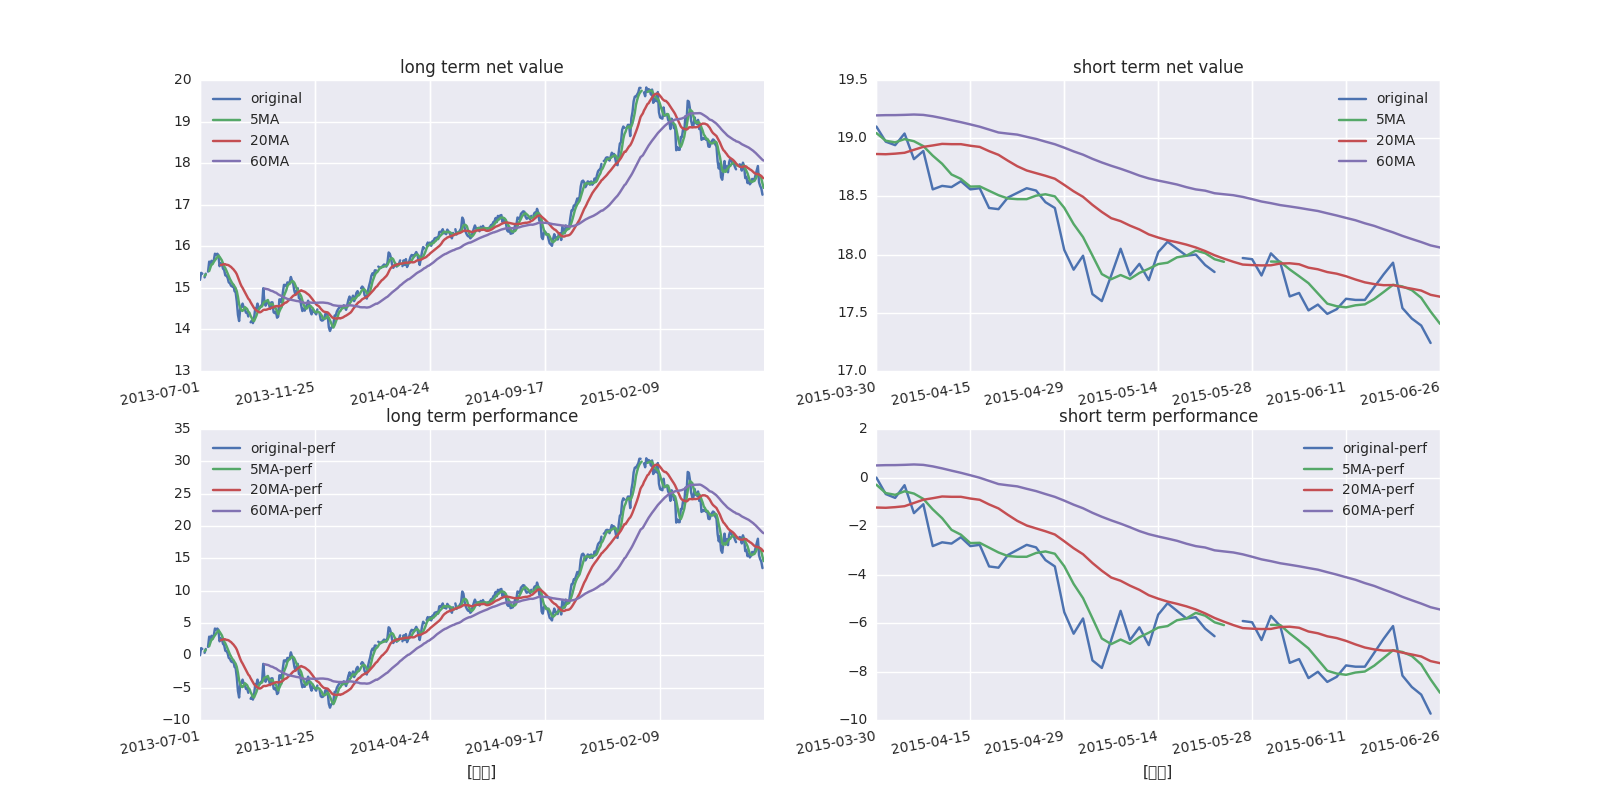 long term net value
20
19
18
17
16
15
14
13
original
5MA
20MA
60MA
2013-07-01
2013-11-25
2014-04-24
2014-09-17
2015-02-09
short term net value
19.5
19.0
18.5
18.0
17.5
17.0
original
5MA
20MA
60MA
2015-03-30
2015-04-15
2015-04-29
2015-05-14
2015-05-28
2015-06-11
2015-06-26
long term performance
35
30
25
20
15
10
5
0
−5
−10
original-perf
5MA-perf
20MA-perf
60MA-perf
2013-07-01
2013-11-25
2014-04-24
2014-09-17
2015-02-09
short term performance
2
0
−2
−4
−6
−8
−10
original-perf
5MA-perf
20MA-perf
60MA-perf
2015-03-30
2015-04-15
2015-04-29
2015-05-14
2015-05-28
2015-06-11
2015-06-26